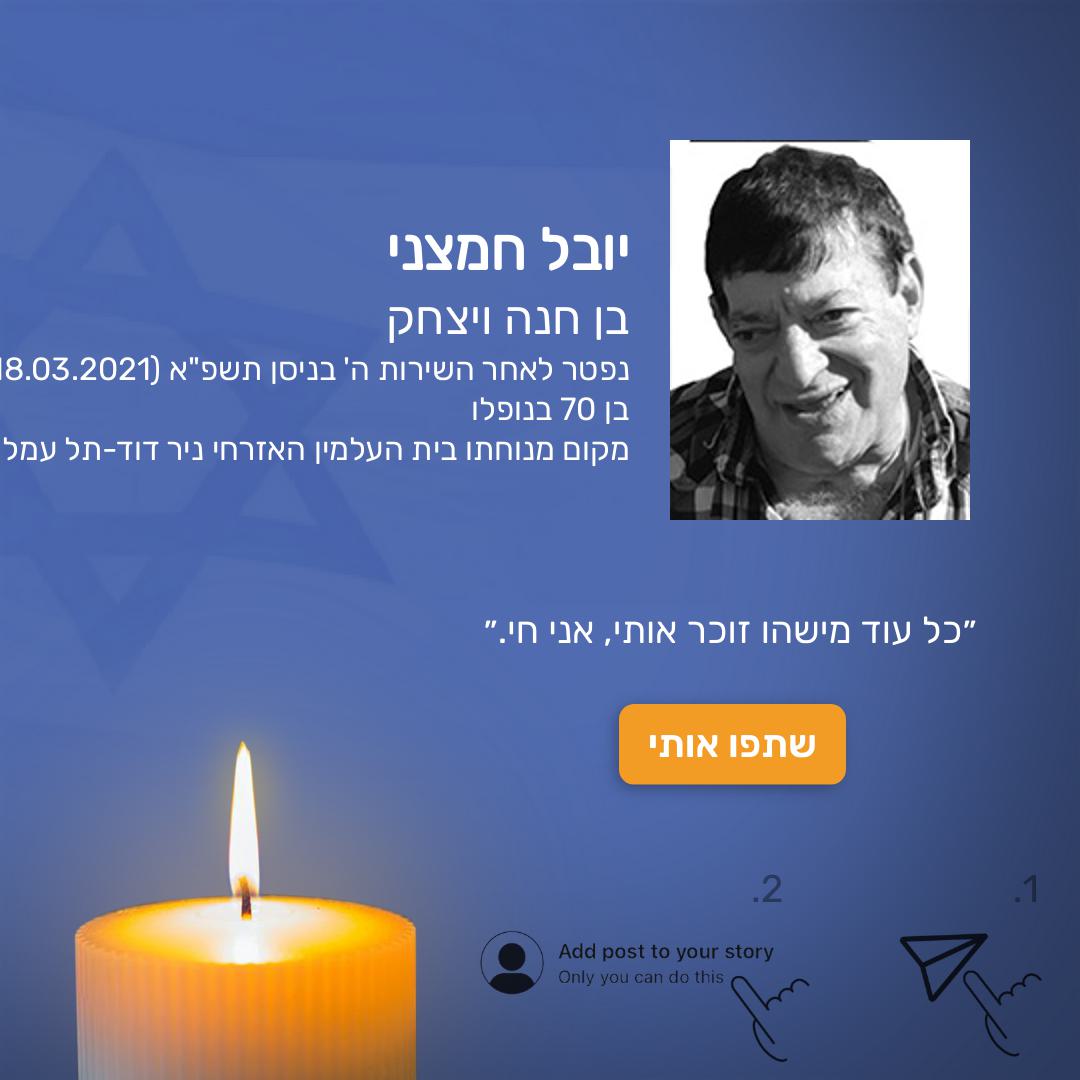 יובל חמצני
בן חנה ויצחק
נפטר לאחר השירות ה' בניסן תשפ"א (18.03.2021
בן 70 בנופלו
מקום מנוחתו בית העלמין האזרחי ניר דוד-תל עמל
״כל עוד מישהו זוכר אותי, אני חי.״
שתפו אותי
.1
.2
Add post to your story
Only you can do this